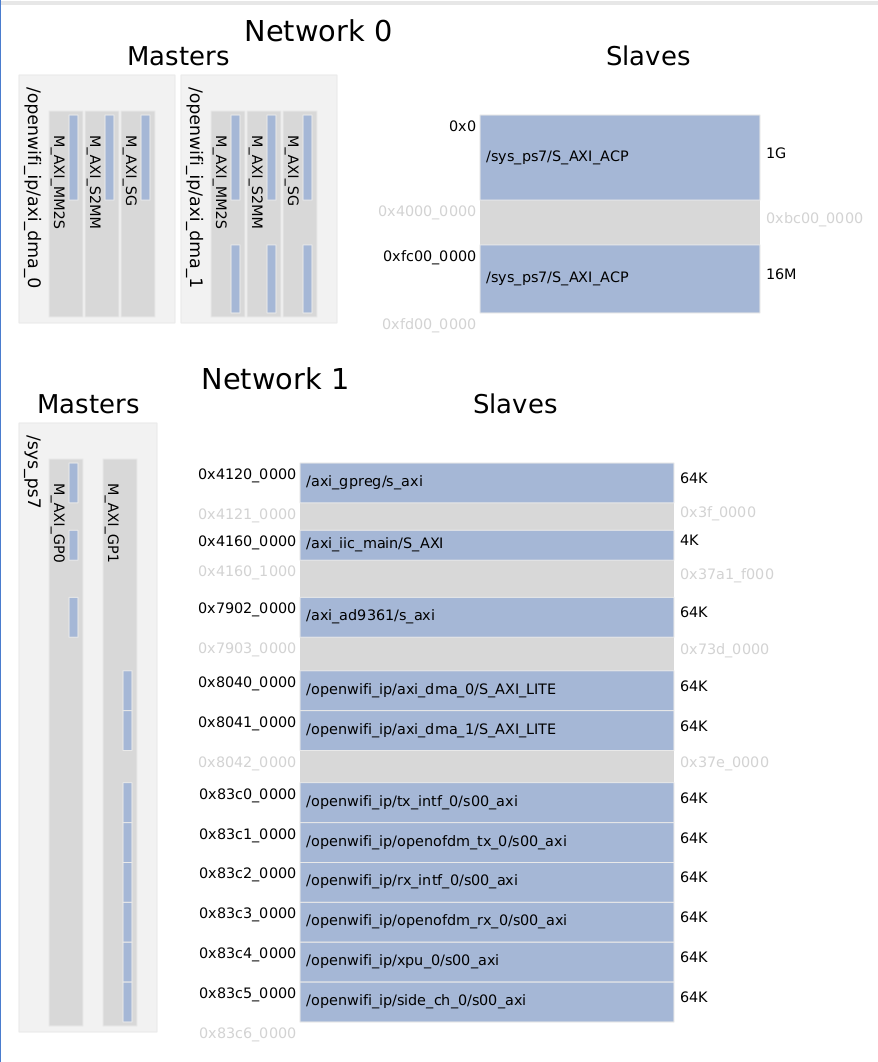 Network 0
Masters
Slaves
/openwifi_ip/axi_dma_0
M_AXI_MM2S
M_AXI_S2MM
M_AXI_SG
/openwifi_ip/axi_dma_1
M_AXI_MM2S
M_AXI_S2MM
M_AXI_SG
0x0
/sys_ps7/S_AXI_ACP
1G
0x4000_0000
0xbc00_0000
0xfc00_0000
/sys_ps7/S_AXI_ACP
16M
0xfd00_0000
Network 1
Masters
Slaves
/sys_ps7
M_AXI_GP0
M_AXI_GP1
0x4120_0000
/axi_gpreg/s_axi
64K
0x4121_0000
0x3f_0000
0x4160_0000
/axi_iic_main/S_AXI
4K
0x4160_1000
0x37a1_f000
0x7902_0000
/axi_ad9361/s_axi
64K
0x7903_0000
0x73d_0000
0x8040_0000
/openwifi_ip/axi_dma_0/S_AXI_LITE
64K
0x8041_0000
/openwifi_ip/axi_dma_1/S_AXI_LITE
64K
0x8042_0000
0x37e_0000
0x83c0_0000
/openwifi_ip/tx_intf_0/s00_axi
64K
0x83c1_0000
/openwifi_ip/openofdm_tx_0/s00_axi
64K
0x83c2_0000
/openwifi_ip/rx_intf_0/s00_axi
64K
0x83c3_0000
/openwifi_ip/openofdm_rx_0/s00_axi
64K
0x83c4_0000
/openwifi_ip/xpu_0/s00_axi
64K
0x83c5_0000
/openwifi_ip/side_ch_0/s00_axi
64K
0x83c6_0000